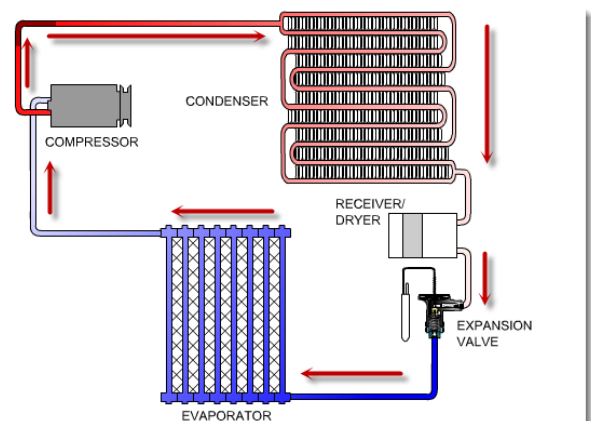 CONDENSER
COMPRESSOR
RECEIVER/
DRYER
EXPANSION
VALVE
EVAPORATOR